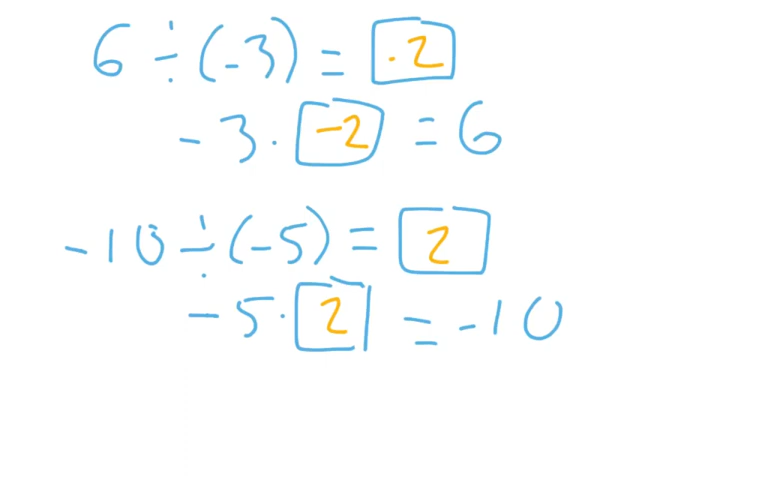 6 ÷ (-3) = -2
-3 · -2 = 6
-10 ÷ (-5) = 2
-5 · 2 = -10